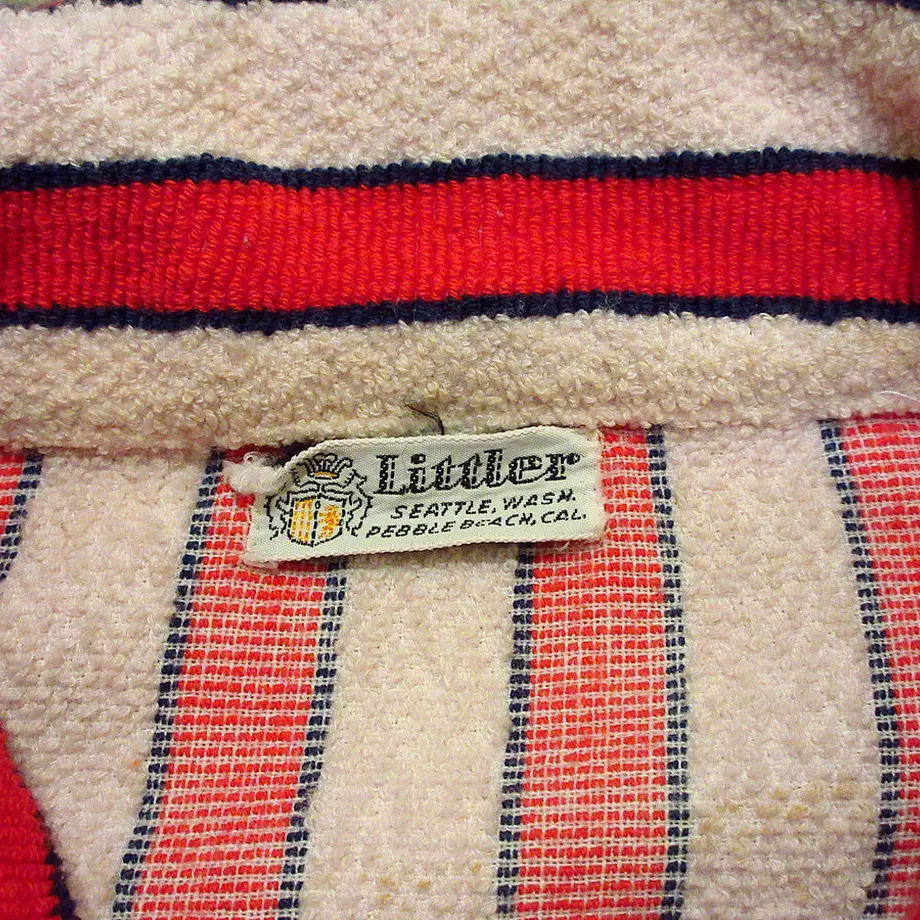 Littler
SEATTLE, WASH.
PEBBLE BEACH, CAL.